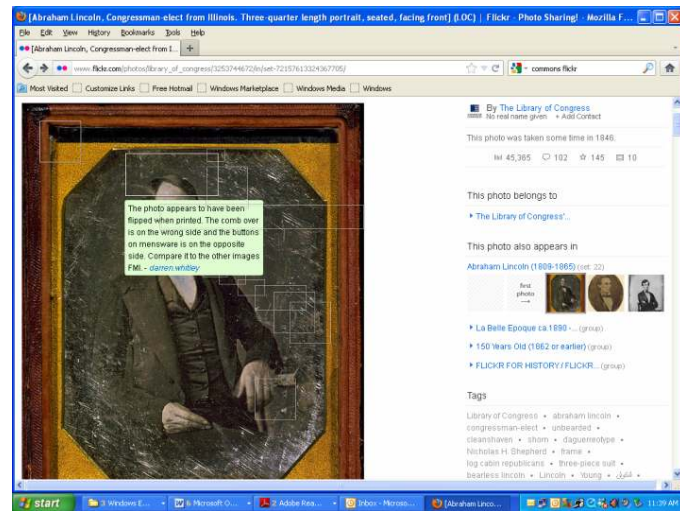 [Abraham Lincoln, Congressman-elect from Illinois. Three-quarter length portrait, seated, facing front] (LOC) | Flickr - Photo Sharing! - Mozilla F...
File Edit View History Bookmarks Tools Help
[Abraham Lincoln, Congressman-elect from I...
www.flickr.com/photos/library_of_congress/3253744672/in/set-72157613324367705/
commons flickr
Most Visited Customize Links Free Hotmail Windows Marketplace Windows Media Windows
The photo appears to have been
flipped when printed. The comb over
is on the wrong side and the buttons
on mensware is on the opposite
side. Compare it to the other images
FMI. - darren.whitley
By The Library of Congress
No real name given + Add Contact
This photo was taken some time in 1846.
45,365 102 145 10
This photo belongs to
The Library of Congress'...
This photo also appears in
Abraham Lincoln (1809-1865) (set: 22)
first
photo
→
La Belle Epoque ca.1890 -... (group)
150 Years Old (1862 or earlier) (group)
FLICKR FOR HISTORY / FLICKR... (group)
Tags
Library of Congress • abraham lincoln •
congressman-elect • unbearded •
cleanshaven • shorn • daguerreotype •
Nicholas H. Shepherd • frame •
log cabin republicans • three-piece suit •
bearless lincoln • Lincoln • Young •
start
3 Windows E...
6 Microsoft O...
2 Adobe Rea...
Inbox - Microso...
[Abraham Linco...
11:39 AM